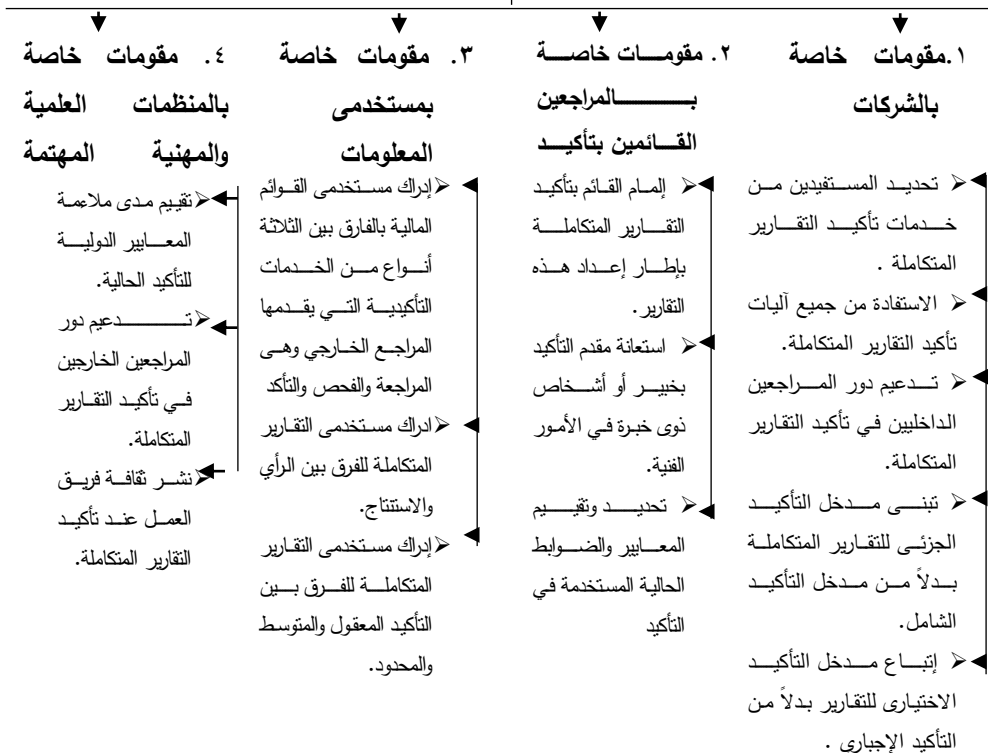 ١.مقومات خاصة
بالشركات
➢ تحديد المستفيدين من
خدمات تأكيد التقارير
المتكاملة .
➢ الاستفادة من جميع آليات
تأكيد التقارير المتكاملة.
➢ تدعيم دور المراجعين
الداخليين في تأكيد التقارير
المتكاملة.
➢ تبنى مدخل التأكيد
الجزئى للتقارير المتكاملة
بدلاً من مدخل التأكيد
الشامل.
➢ إتباع مدخل التأكيد
الاختيارى للتقارير بدلاً من
التأكيد الإجباري .
٢. مقومات خاصة
بالمراجعين
القائمين بتأكيد
➢ إلمام القائم بتأكيد
التقارير المتكاملة
بإطار إعداد هذه
التقارير.
➢ استعانة مقدم التأكيد
بخبير أو أشخاص
ذوى خبرة في الأمور
الفنية.
➢ تحديد وتقييم
المعايير والضوابط
الحالية المستخدمة في
التأكيد
٣. مقومات خاصة
بمستخدمى
المعلومات
➢إدراك مستخدمى القوائم
المالية بالفارق بين الثلاثة
أنواع من الخدمات
التأكيدية التي يقدمها
المراجع الخارجي وهى
المراجعة والفحص والتأكد
➢ادراك مستخدمى التقارير
المتكاملة للفرق بين الرأي
والاستنتاج.
➢إدراك مستخدمى التقارير
المتكاملة للفرق بين
التأكيد المعقول والمتوسط
والمحدود.
٤. مقومات خاصة
بالمنظمات العلمية
والمهنية المهتمة
➢تقييم مدى ملاءمة
المعايير الدولية
للتأكيد الحالية.
➢تدعيم دور
المراجعين الخارجين
في تأكيد التقارير
المتكاملة.
➢نشر ثقافة فريق
العمل عند تأكيد
التقارير المتكاملة.